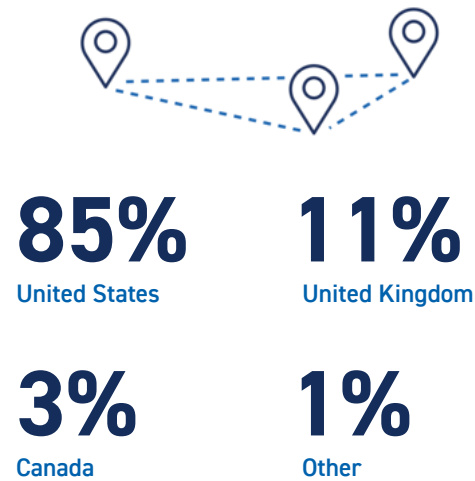 85%
United States
11%
United Kingdom
3%
Canada
1%
Other